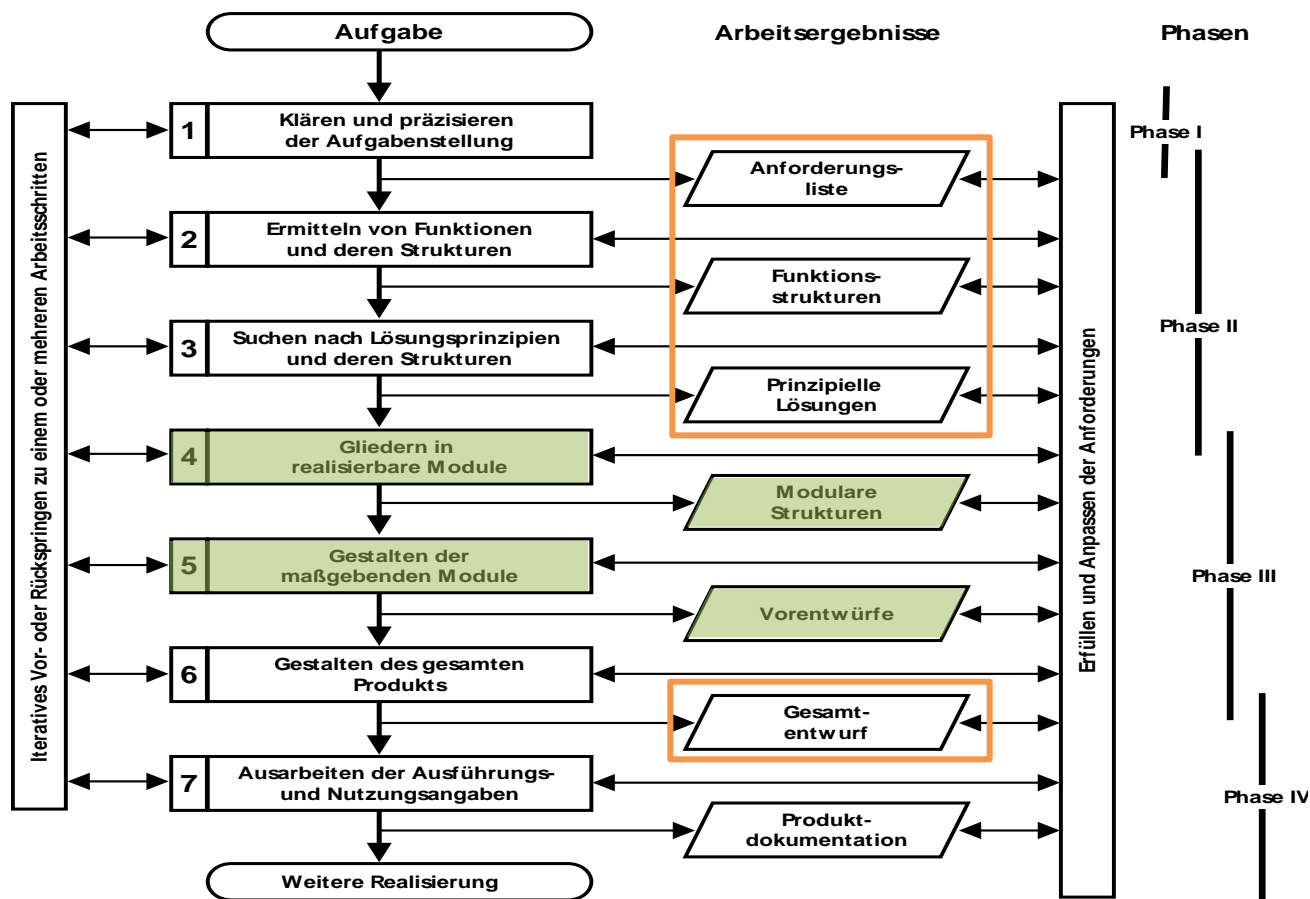 Aufgabe
Arbeitsergebnisse
Phasen
Iteratives Vor- oder Rückspringen zu einem oder mehreren Arbeitsschritten
1
Klären und präzisieren
der Aufgabenstellung
Phase I
Anforderungs-
liste
2
Ermitteln von Funktionen
und deren Strukturen
Funktions-
strukturen
Phase II
3
Suchen nach Lösungsprinzipien
und deren Strukturen
Prinzipielle
Lösungen
4
Gliedern in
realisierbare Module
Modulare
Strukturen
5
Gestalten der
maßgebenden Module
Phase III
Vorentwürfe
6
Gestalten des gesamten
Produkts
Gesamt-
entwurf
7
Ausarbeiten der Ausführungs-
und Nutzungsangaben
Phase IV
Produkt-
dokumentation
Weitere Realisierung
Erfüllen und Anpassen der Anforderungen